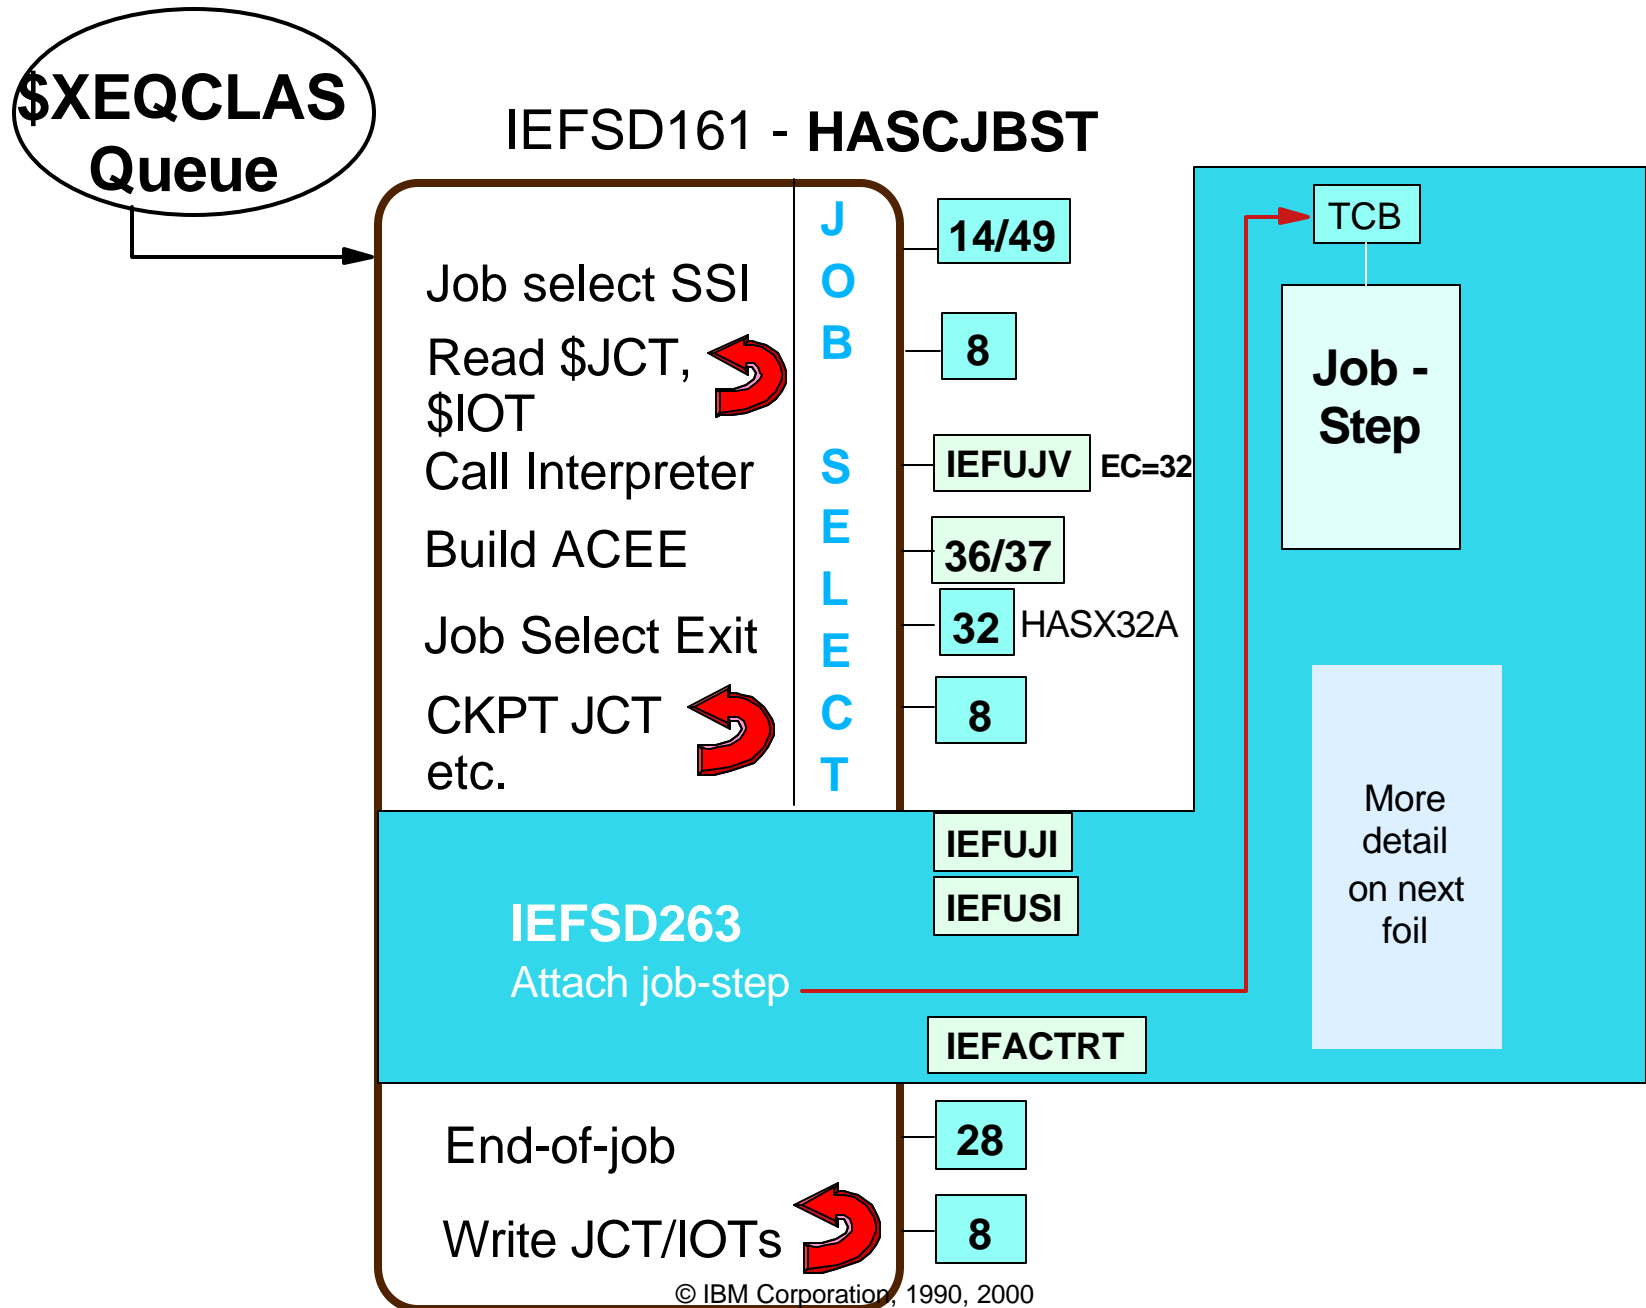 $XEQCLAS
Queue
IEFSD161 - HASCJBST
JOB SELECT
Job select SSI
14/49
Read $JCT,
$IOT
8
Call Interpreter
IEFUJV EC=32
Build ACEE
36/37
Job Select Exit
32 HASX32A
CKPT JCT
etc.
8
IEFUJI
IEFUSI
IEFSD263
Attach job-step
IEFACTRT
TCB
Job -
Step
More
detail
on next
foil
End-of-job
28
Write JCT/IOTs
8
© IBM Corporation, 1990, 2000